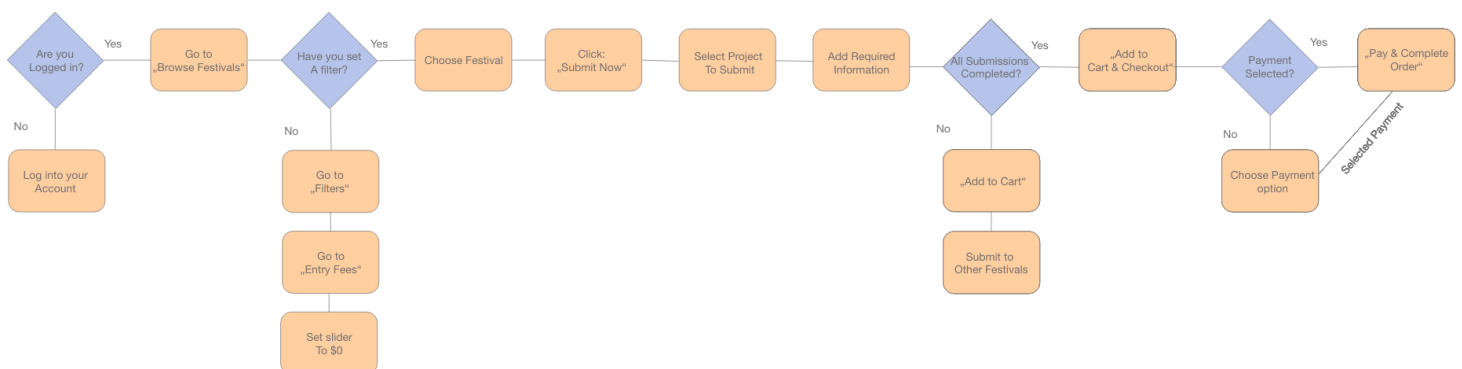 Are you
Logged in?
Yes
Go to
„Browse Festivals“
Have you set
A filter?
Yes
Choose Festival
Click:
„Submit Now“
Select Project
To Submit
Add Required
Information
All Submissions
Completed?
Yes
„Add to
Cart & Checkout“
Payment
Selected?
Yes
„Pay & Complete
Order“
No
Log into your
Account
No
Go to
„Filters“
Go to
„Entry Fees“
Set slider
To $0
No
„Add to Cart“
Submit to
Other Festivals
No
Choose Payment
option
Selected Payment